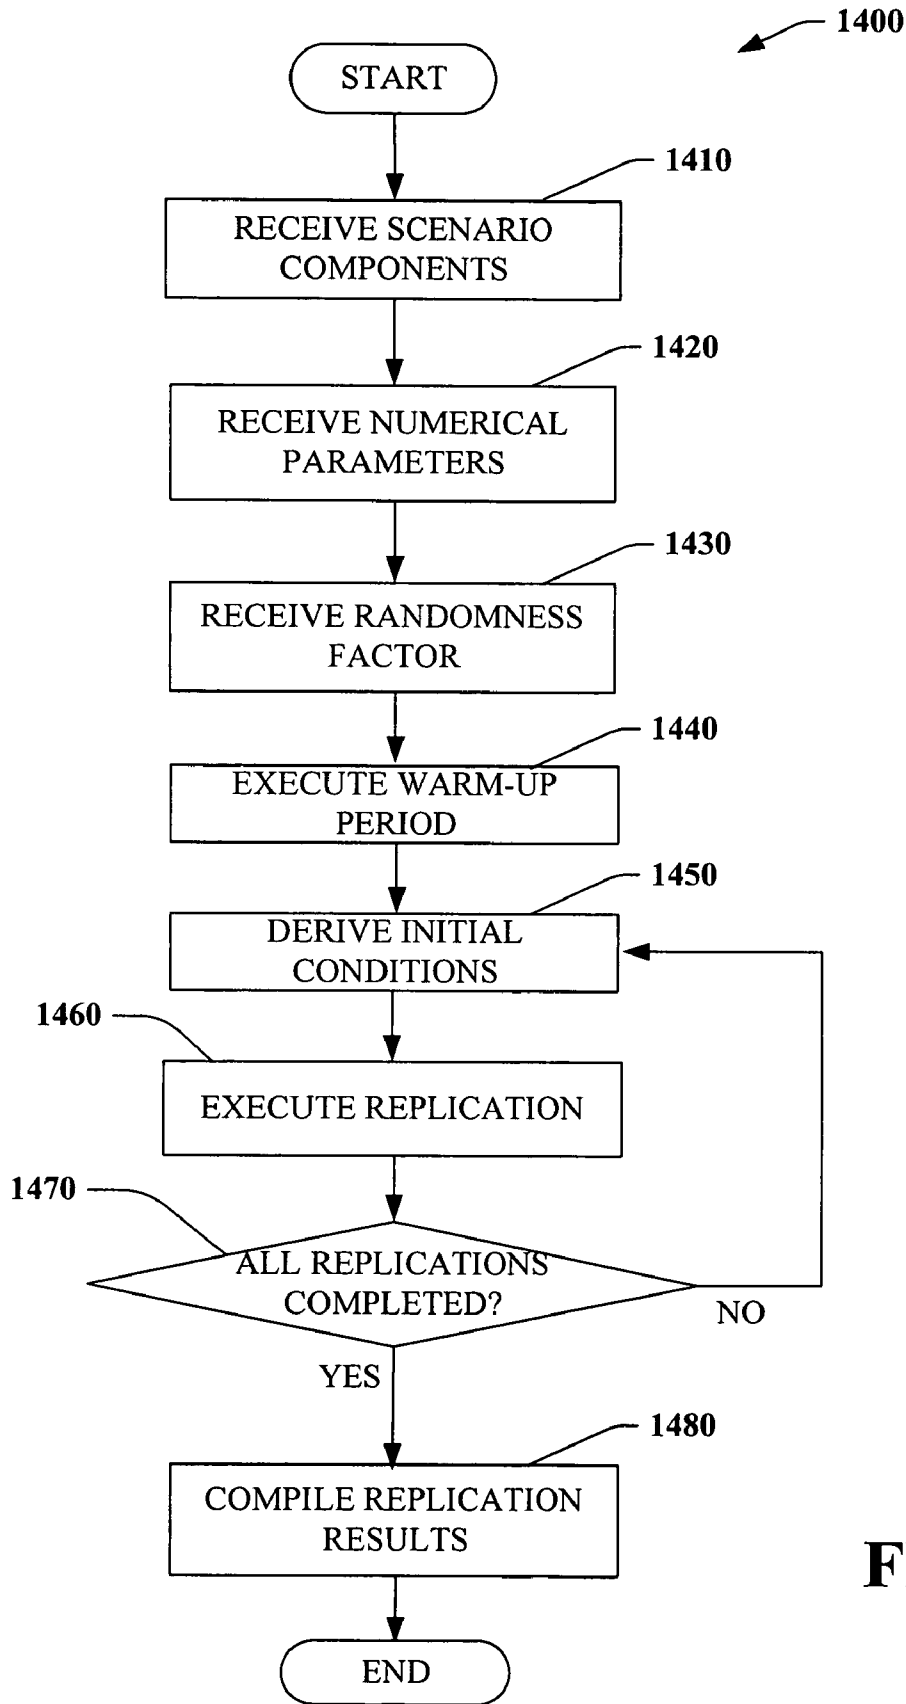 1400
START
1410
RECEIVE SCENARIO
COMPONENTS
1420
RECEIVE NUMERICAL
PARAMETERS
1430
RECEIVE RANDOMNESS
FACTOR
1440
EXECUTE WARM-UP
PERIOD
1450
DERIVE INITIAL
CONDITIONS
1460
EXECUTE REPLICATION
1470
ALL REPLICATIONS
COMPLETED?
NO
YES
1480
COMPILE REPLICATION
RESULTS
F
END